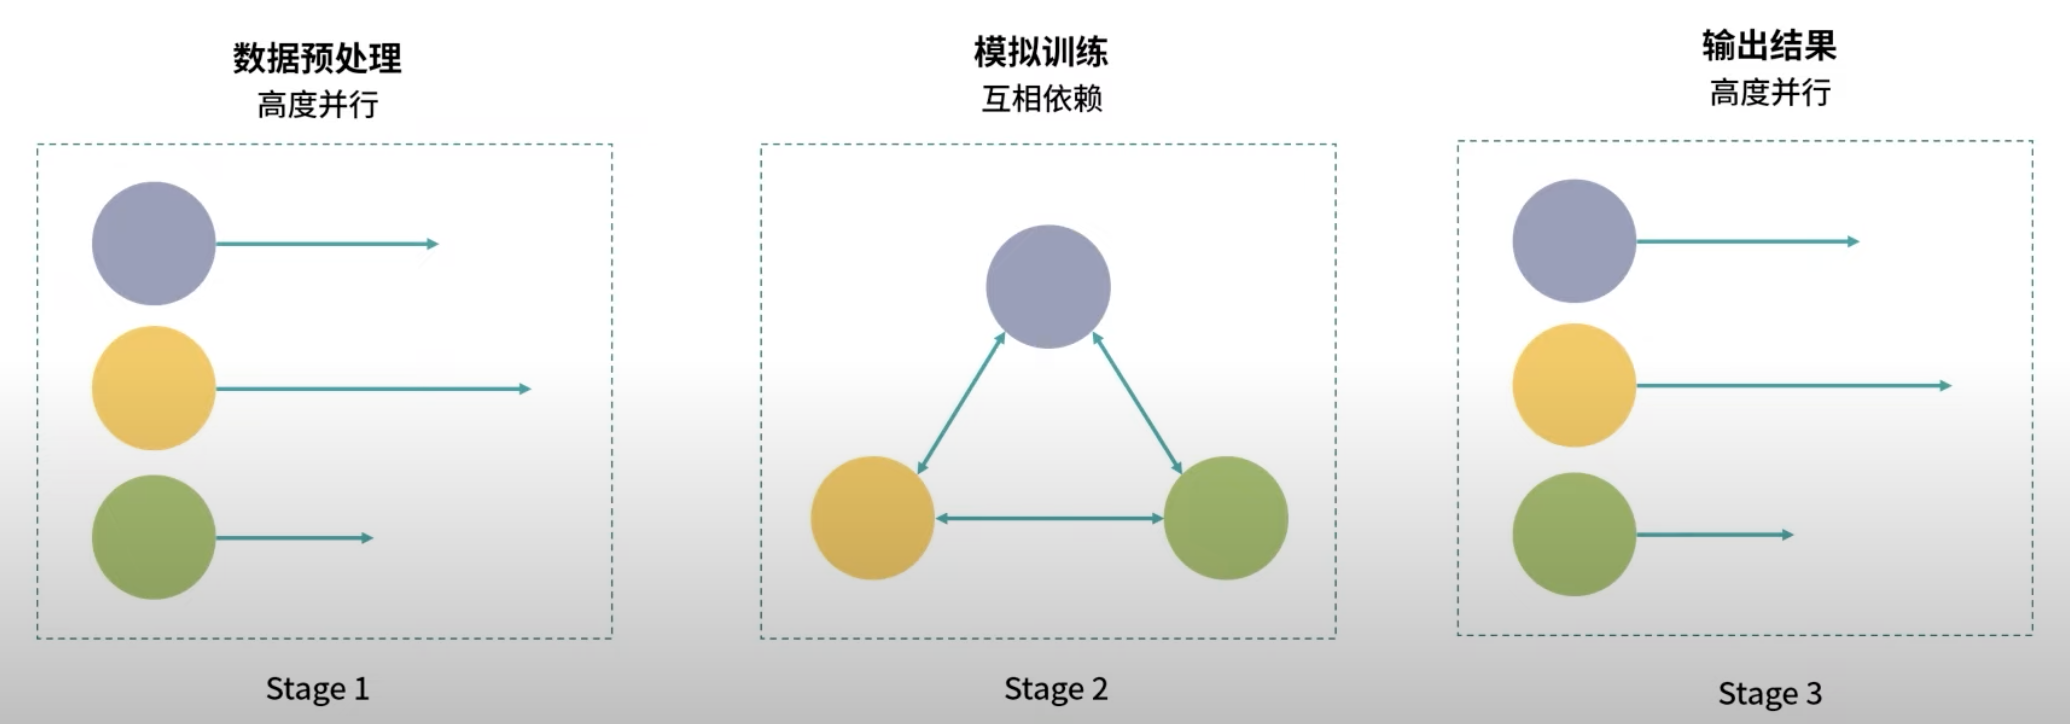 数据预处理
高度并行
模拟训练
互相依赖
输出结果
高度并行
Stage 1
Stage 2
Stage 3